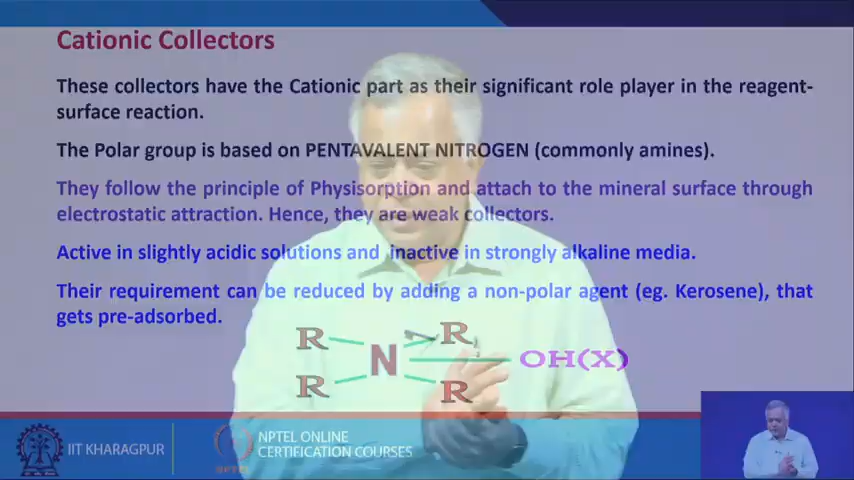 Cationic Collectors
These collectors have the Cationic part as their significant role player in the reagent-
surface reaction.
The Polar group is based on PENTAVALENT NITROGEN (commonly amines).
They follow the principle of Physisorption and attach to the mineral surface through
electrostatic attraction. Hence, they are weak collectors.
Active in slightly acidic solutions and inactive in strongly alkaline media.
Their requirement can be reduced by adding a non-polar agent (eg. Kerosene), that
gets pre-adsorbed.
R R
N OH(X)
R R
IIT KHARAGPUR
NPTEL ONLINE
CERTIFICATION COURSES
NPTEL